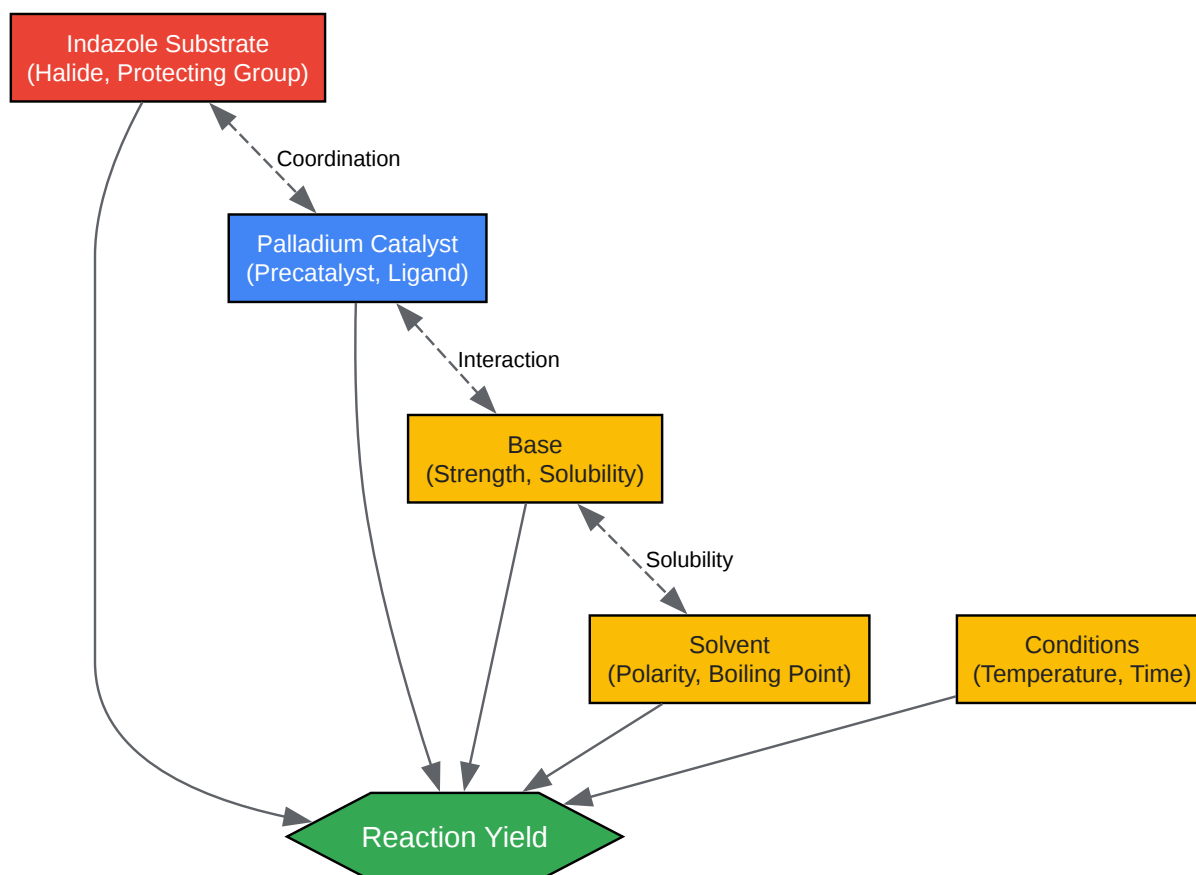 Indazole Substrate
(Halide, Protecting Group)
Coordination
Palladium Catalyst
(Precatalyst, Ligand)
Interaction
Base
(Strength, Solubility)
Solubility
Solvent
(Polarity, Boiling Point)
Conditions
(Temperature, Time)
Reaction Yield